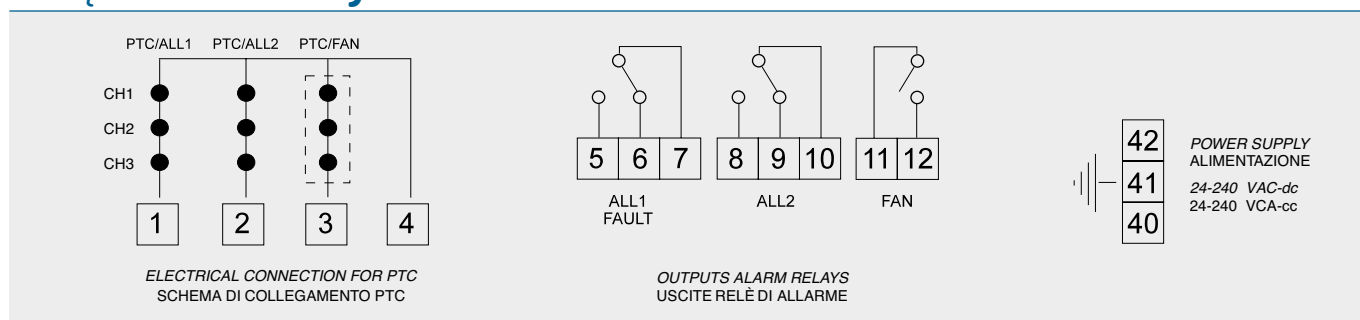 PTC/ALL1 PTC/ALL2 PTC/FAN
CH1
CH2
CH3
1 2 3 4
ELECTRICAL CONNECTION FOR PTC
SCHEMA DI COLLEGAMENTO PTC
5 6 7 8 9 10 11 12
ALL1 ALL2 FAN
FAULT
OUTPUTS ALARM RELAYS
USCITE RELÈ DI ALLARME
42
41
40
POWER SUPPLY
ALIMENTAZIONE
24-240 VAC-dc
24-240 VCA-cc